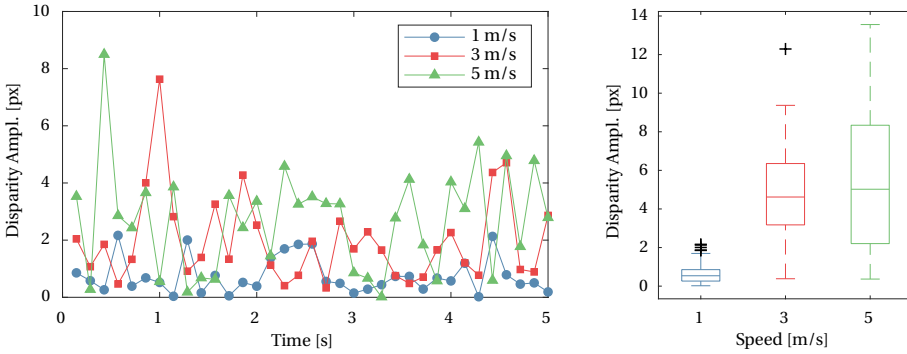 Disparity Ampl. [px]
10
8
6
4
2
0
0 1 2 3 4 5
Time [s]
1 m/s
3 m/s
5 m/s
Disparity Ampl. [px]
14
12
10
8
6
4
2
0
1 3 5
Speed [m/s]